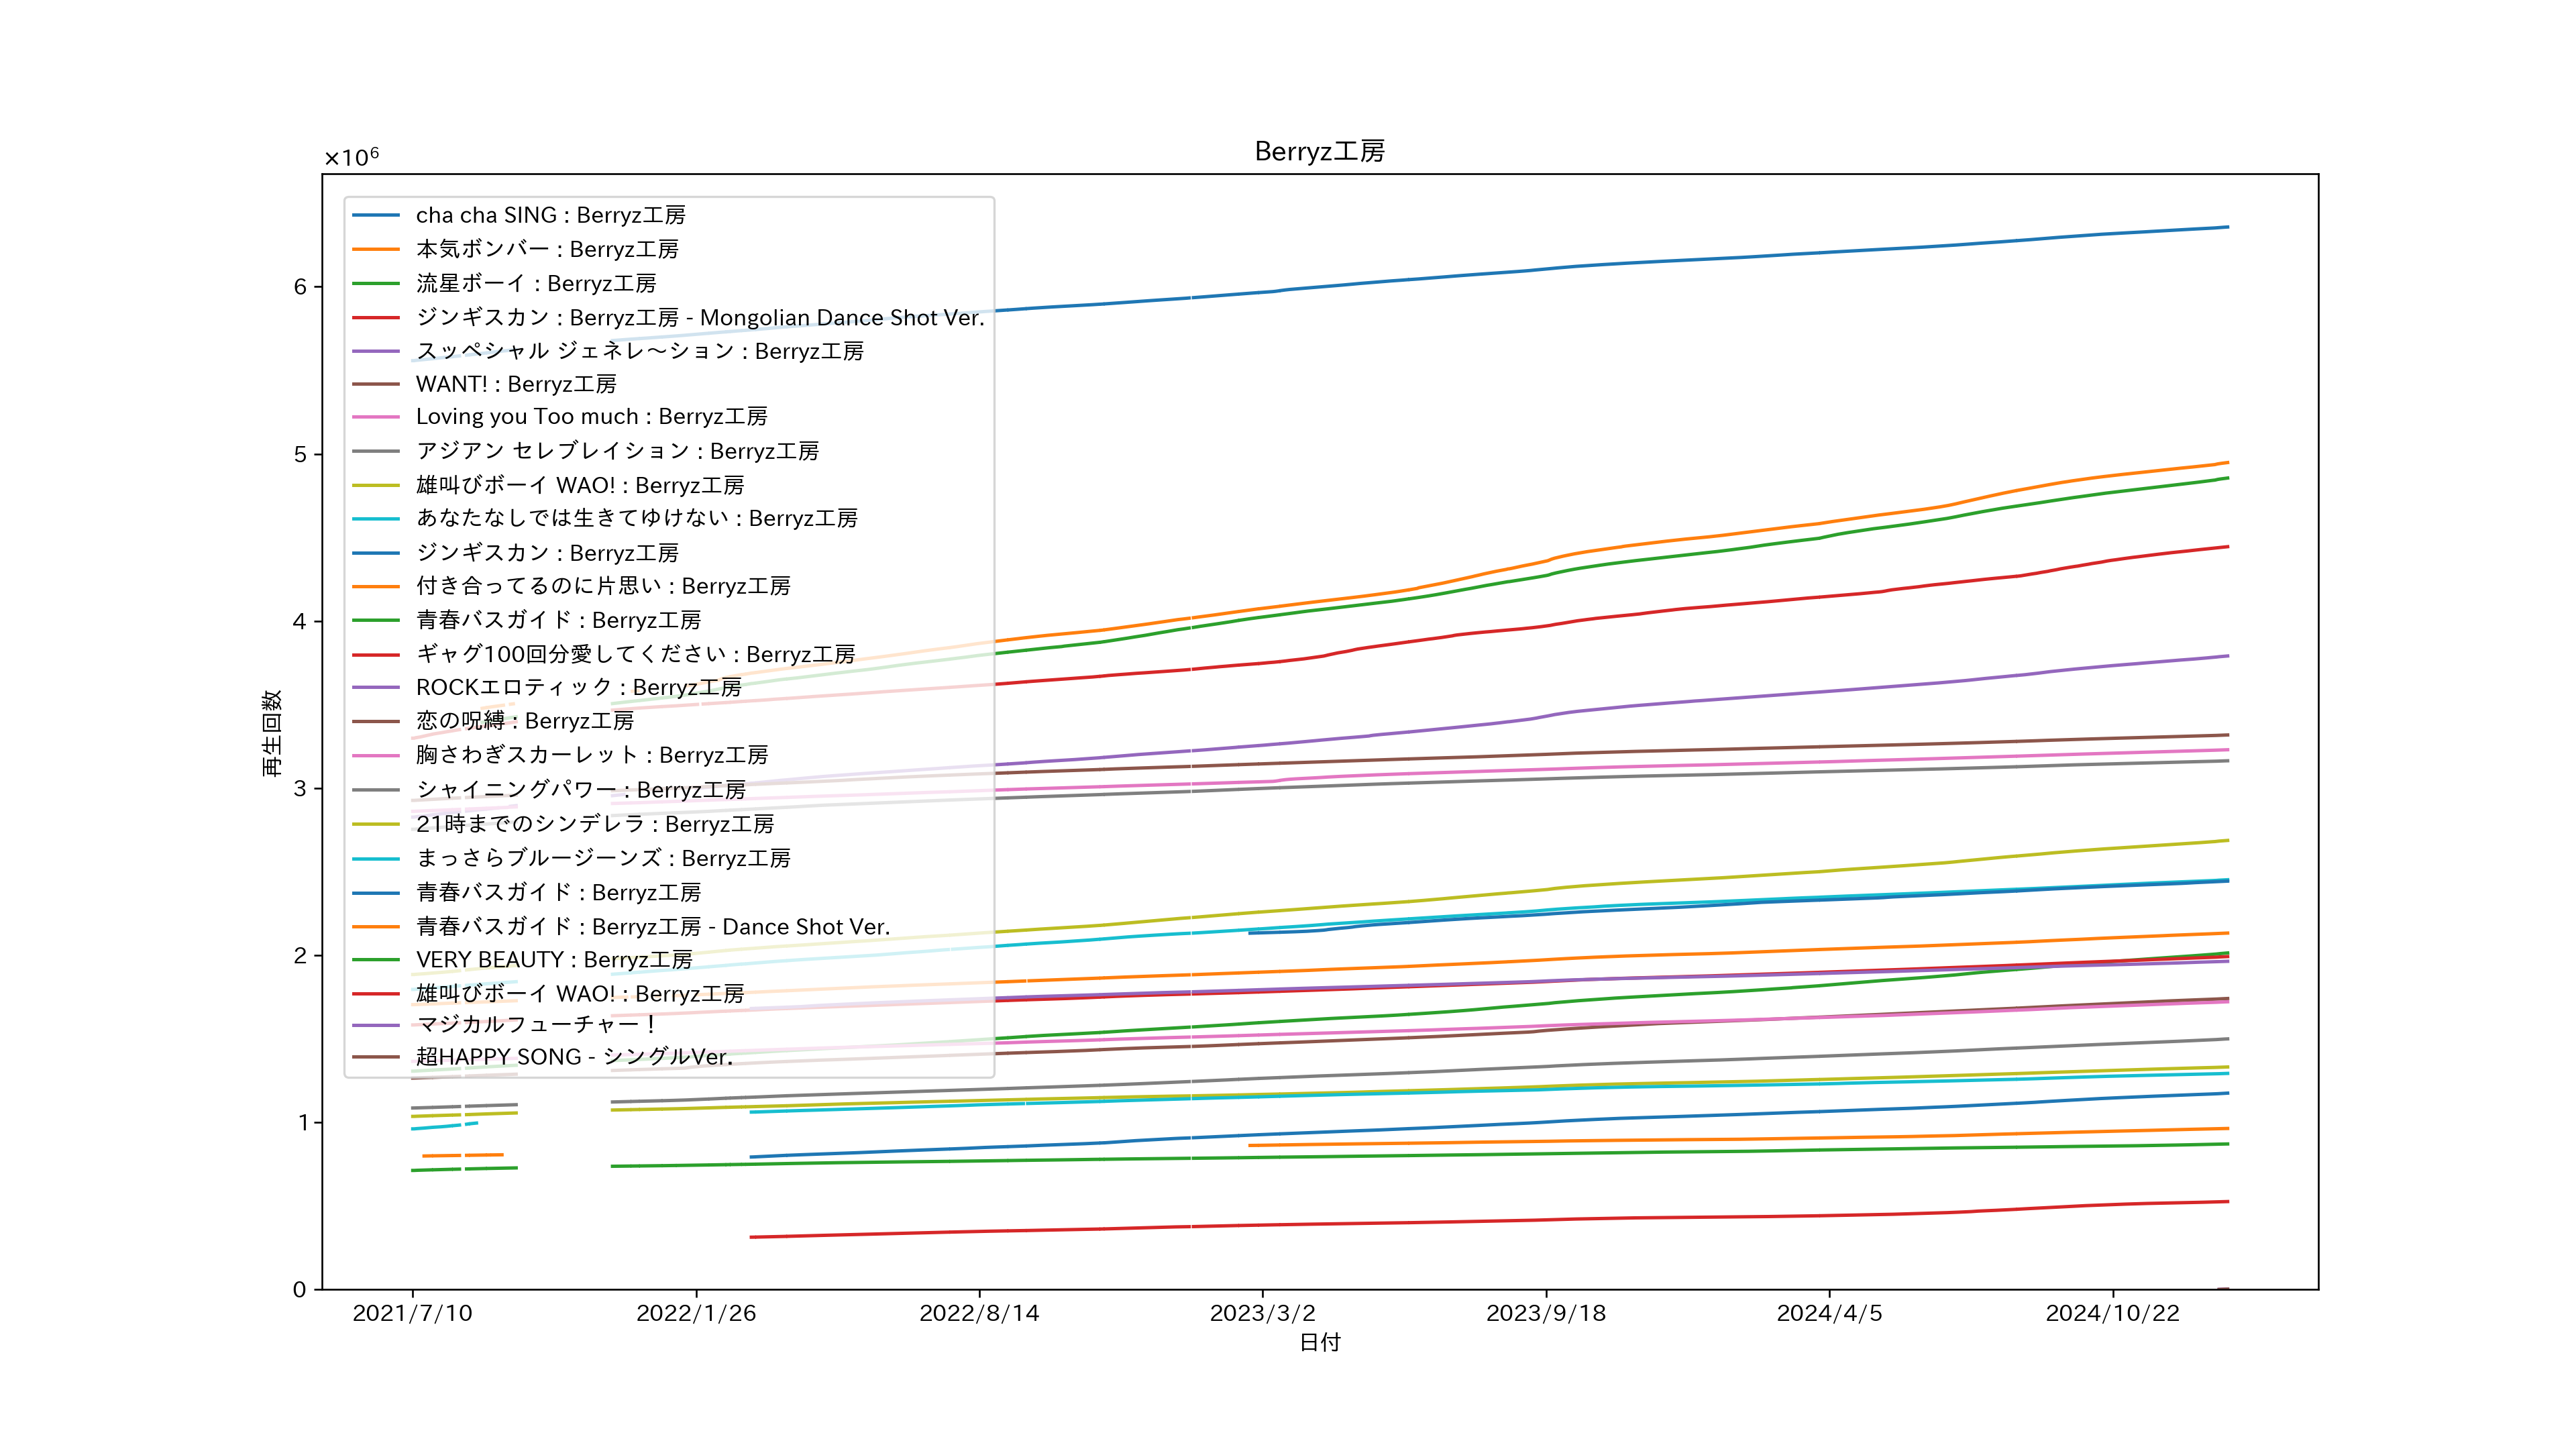 Berryz工房
×10⁶
cha cha SING : Berryz工房
本気ボンバー : Berryz工房
流星ボーイ : Berryz工房
ジンギスカン : Berryz工房 - Mongolian Dance Shot Ver.
スッペシャル ジェネレ～ション : Berryz工房
WANT! : Berryz工房
Loving you Too much : Berryz工房
アジアン セレブレイション : Berryz工房
雄叫びボーイ WAO! : Berryz工房
あなたなしでは生きてゆけない : Berryz工房
ジンギスカン : Berryz工房
付き合ってるのに片思い : Berryz工房
青春バスガイド : Berryz工房
ギャグ100回分愛してください : Berryz工房
ROCKエロティック : Berryz工房
恋の呪縛 : Berryz工房
胸さわぎスカーレット : Berryz工房
シャイニングパワー : Berryz工房
21時までのシンデレラ : Berryz工房
まっさらブルージーンズ : Berryz工房
青春バスガイド : Berryz工房
青春バスガイド : Berryz工房 - Dance Shot Ver.
VERY BEAUTY : Berryz工房
雄叫びボーイ WAO! : Berryz工房
マジカルフューチャー！
超HAPPY SONG - シングルVer.
6
5
4
3
2
1
0
再生回数
2021/7/10 2022/1/26 2022/8/14 2023/3/2 2023/9/18 2024/4/5 2024/10/22
日付